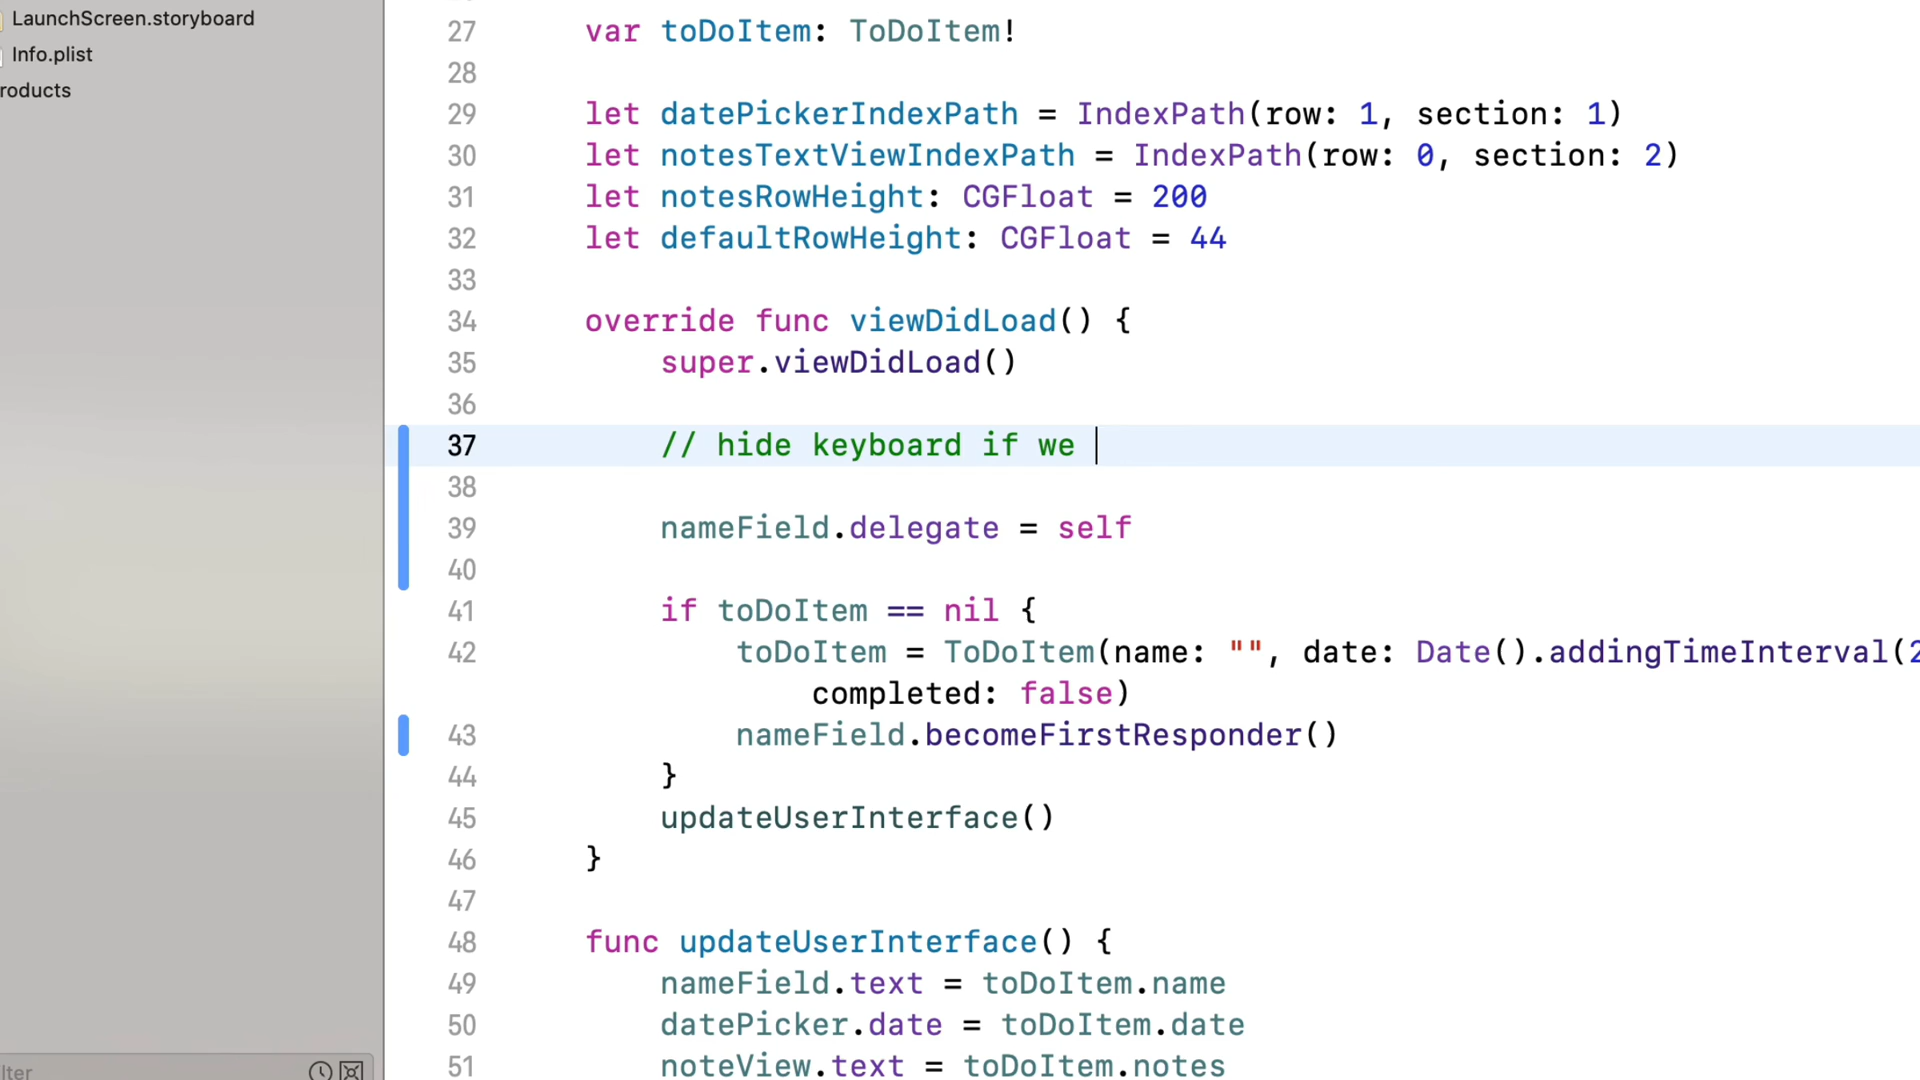 LaunchScreen.storyboard
Info.plist
roducts
27 var toDoItem: ToDoItem!
28
29 let datePickerIndexPath = IndexPath(row: 1, section: 1)
30 let notesTextViewIndexPath = IndexPath(row: 0, section: 2)
31 let notesRowHeight: CGFloat = 200
32 let defaultRowHeight: CGFloat = 44
33
34 override func viewDidLoad() {
35 super.viewDidLoad()
36
37 // hide keyboard if we
38
39 nameField.delegate = self
40
41 if toDoItem == nil {
42 toDoItem = ToDoItem(name: "", date: Date().addingTimeInterval(2
completed: false)
43 nameField.becomeFirstResponder()
44 }
45 updateUserInterface()
46 }
47
48 func updateUserInterface() {
49 nameField.text = toDoItem.name
50 datePicker.date = toDoItem.date
51 noteView.text = toDoItem.notes
lter